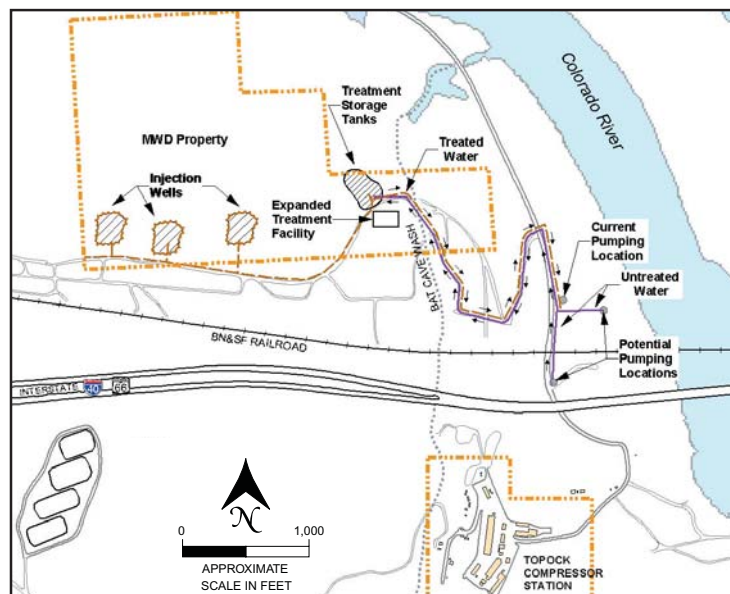 Colorado River
Treatment
Storage
Tanks
MWD Property
Treated
Water
Injection
Wells
Expanded
Treatment
Facility
BAT CAVE WASH
Current
Pumping
Location
Untreated
Water
BN&SF RAILROAD
Potential
Pumping
Locations
INTERSTATE 40 66
N
0 1,000
APPROXIMATE
SCALE IN FEET
TOPOCK
COMPRESSOR
STATION